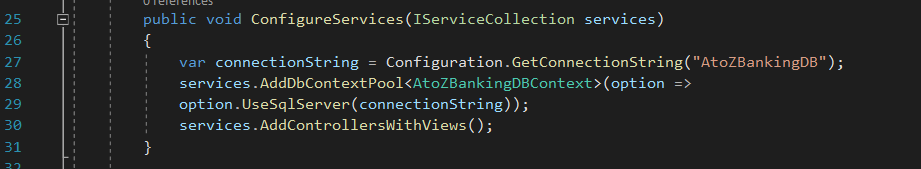 0 references
25 public void ConfigureServices(IServiceCollection services)
26 {
27 var connectionString = Configuration.GetConnectionString("AtoZBankingDB");
28 services.AddDbContextPool<AtoZBankingDBContext>(option =>
29 option.UseSqlServer(connectionString));
30 services.AddControllersWithViews();
31 }
32